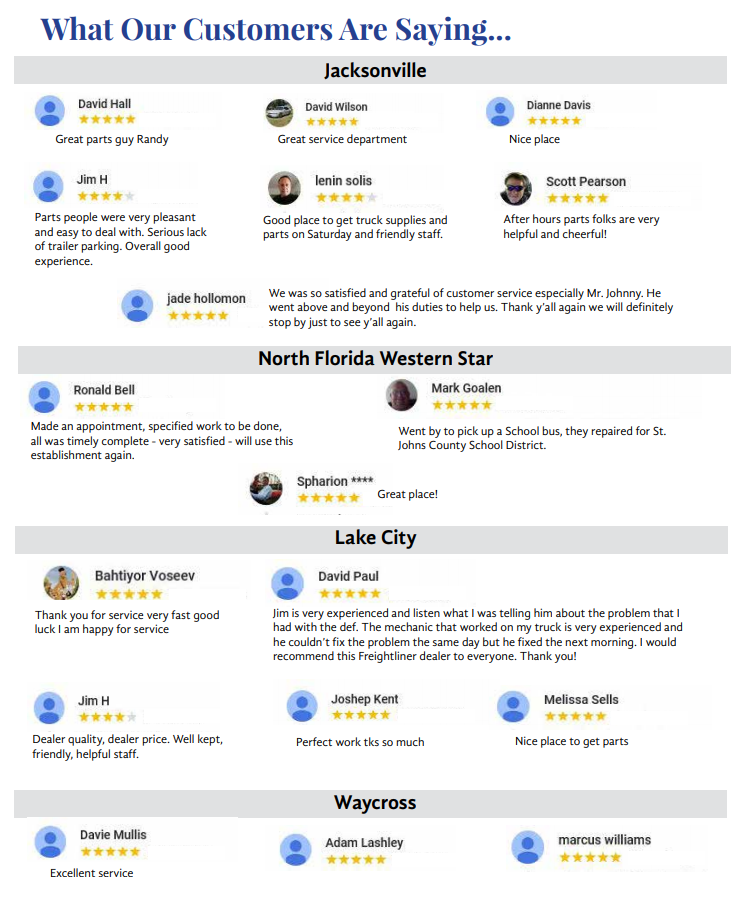 What Our Customers Are Saying...
Jacksonville
David Hall
Great parts guy Randy
David Wilson
Great service department
Dianne Davis
Nice place
Jim H
Parts people were very pleasant
and easy to deal with. Serious lack
of trailer parking. Overall good
experience.
lenin solis
Good place to get truck supplies and
parts on Saturday and friendly staff.
Scott Pearson
After hours parts folks are very
helpful and cheerful!
jade hollomon
We was so satisfied and grateful of customer service especially Mr. Johnny. He
went above and beyond his duties to help us. Thank y'all again we will definitely
stop by just to see y'all again.
North Florida Western Star
Ronald Bell
Made an appointment, specified work to be done,
all was timely complete - very satisfied - will use this
establishment again.
Mark Goalen
Went by to pick up a School bus, they repaired for St.
Johns County School District.
Spharion ****
Great place!
Lake City
Bahtiyor Voseev
Thank you for service very fast good
luck I am happy for service
David Paul
Jim is very experienced and listen what I was telling him about the problem that I
had with the def. The mechanic that worked on my truck is very experienced and
he couldn't fix the problem the same day but he fixed the next morning. I would
recommend this Freightliner dealer to everyone. Thank you!
Jim H
Dealer quality, dealer price. Well kept,
friendly, helpful staff.
Joshep Kent
Perfect work tks so much
Melissa Sells
Nice place to get parts
Waycross
Davie Mullis
Excellent service
Adam Lashley
marcus williams